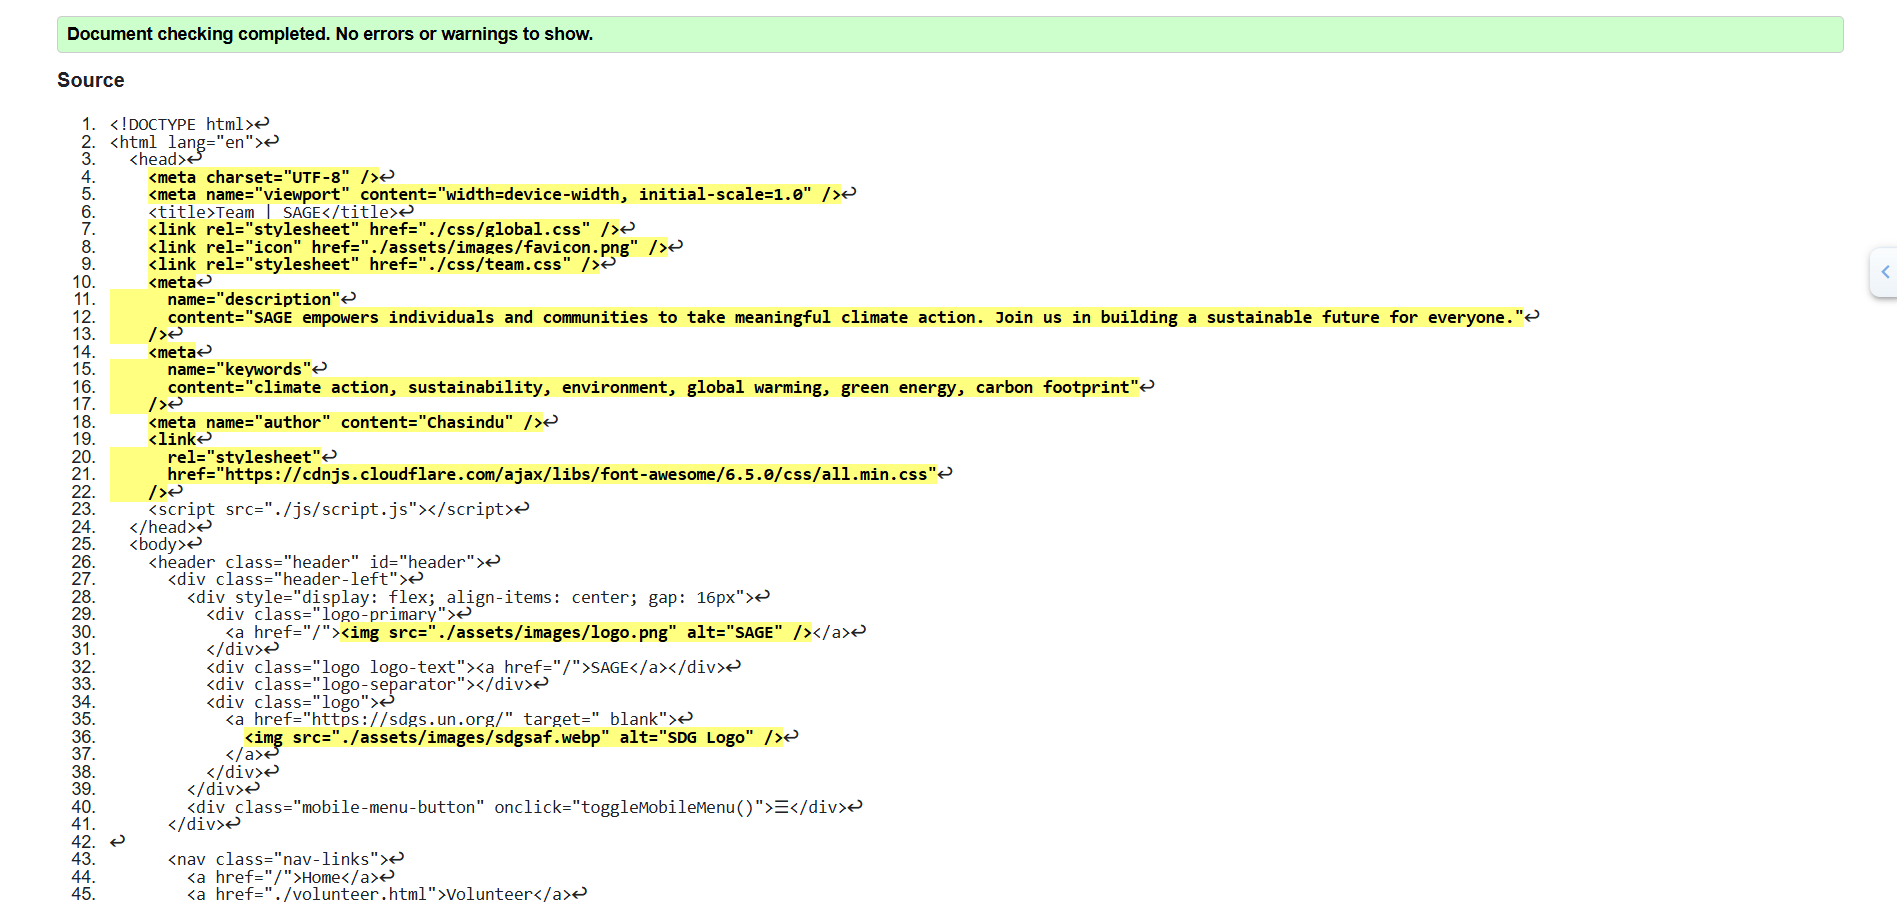 Document checking completed. No errors or warnings to show.
Source
1. <!DOCTYPE html>↩
2. <html lang="en">↩
3. <head>↩
4. <meta charset="UTF-8" />↩
5. <meta name="viewport" content="width=device-width, initial-scale=1.0" />↩
6. <title>Team | SAGE</title>↩
7. <link rel="stylesheet" href="./css/global.css" />↩
8. <link rel="icon" href="./assets/images/favicon.png" />↩
9. <link rel="stylesheet" href="./css/team.css" />↩
10. <meta↩
11. name="description"↩
12. content="SAGE empowers individuals and communities to take meaningful climate action. Join us in building a sustainable future for everyone."↩
13. />↩
14. <meta↩
15. name="keywords"↩
16. content="climate action, sustainability, environment, global warming, green energy, carbon footprint"↩
17. />↩
18. <meta name="author" content="Chasindu" />↩
19. <link↩
20. rel="stylesheet"↩
21. href="https://cdnjs.cloudflare.com/ajax/libs/font-awesome/6.5.0/css/all.min.css"↩
22. />↩
23. <script src="./js/script.js"></script>↩
24. </head>↩
25. <body>↩
26. <header class="header" id="header">↩
27. <div class="header-left">↩
28. <div style="display: flex; align-items: center; gap: 16px">↩
29. <div class="logo-primary">↩
30. <a href="/"><img src="./assets/images/logo.png" alt="SAGE" /></a>↩
31. </div>↩
32. <div class="logo logo-text"><a href="/">SAGE</a></div>↩
33. <div class="logo-separator"></div>↩
34. <div class="logo">↩
35. <a href="https://sdgs.un.org/" target="_blank">↩
36. <img src="./assets/images/sdgsaf.webp" alt="SDG Logo" />↩
37. </a>↩
38. </div>↩
39. </div>↩
40. <div class="mobile-menu-button" onclick="toggleMobileMenu()">☰</div>↩
41. </div>↩
42. ↩
43. <nav class="nav-links">↩
44. <a href="/">Home</a>↩
45. <a href="./volunteer.html">Volunteer</a>↩